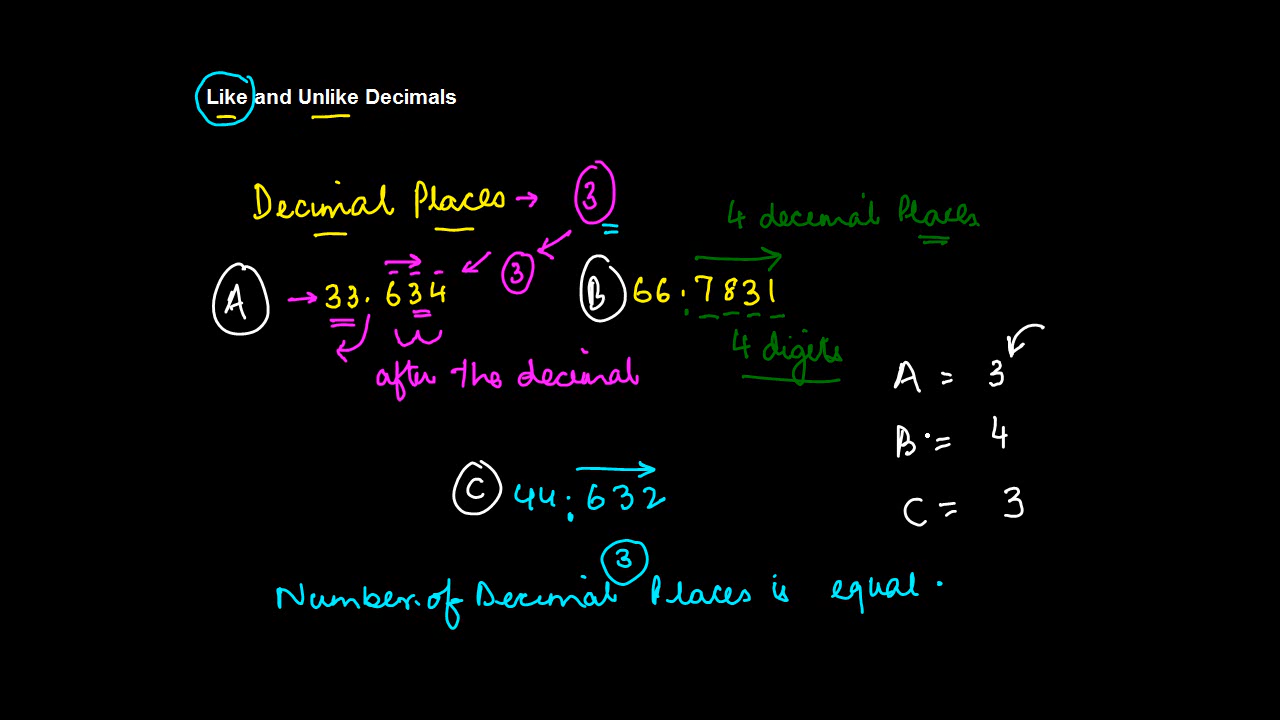 Like and Unlike Decimals
Decimal Places → 3
4 decimal Places
A → 33.634
3
B 66.7831
4 digits
after the decimal
A = 3
B = 4
C 44.632
C = 3
3
Number of Decimal Places is equal.